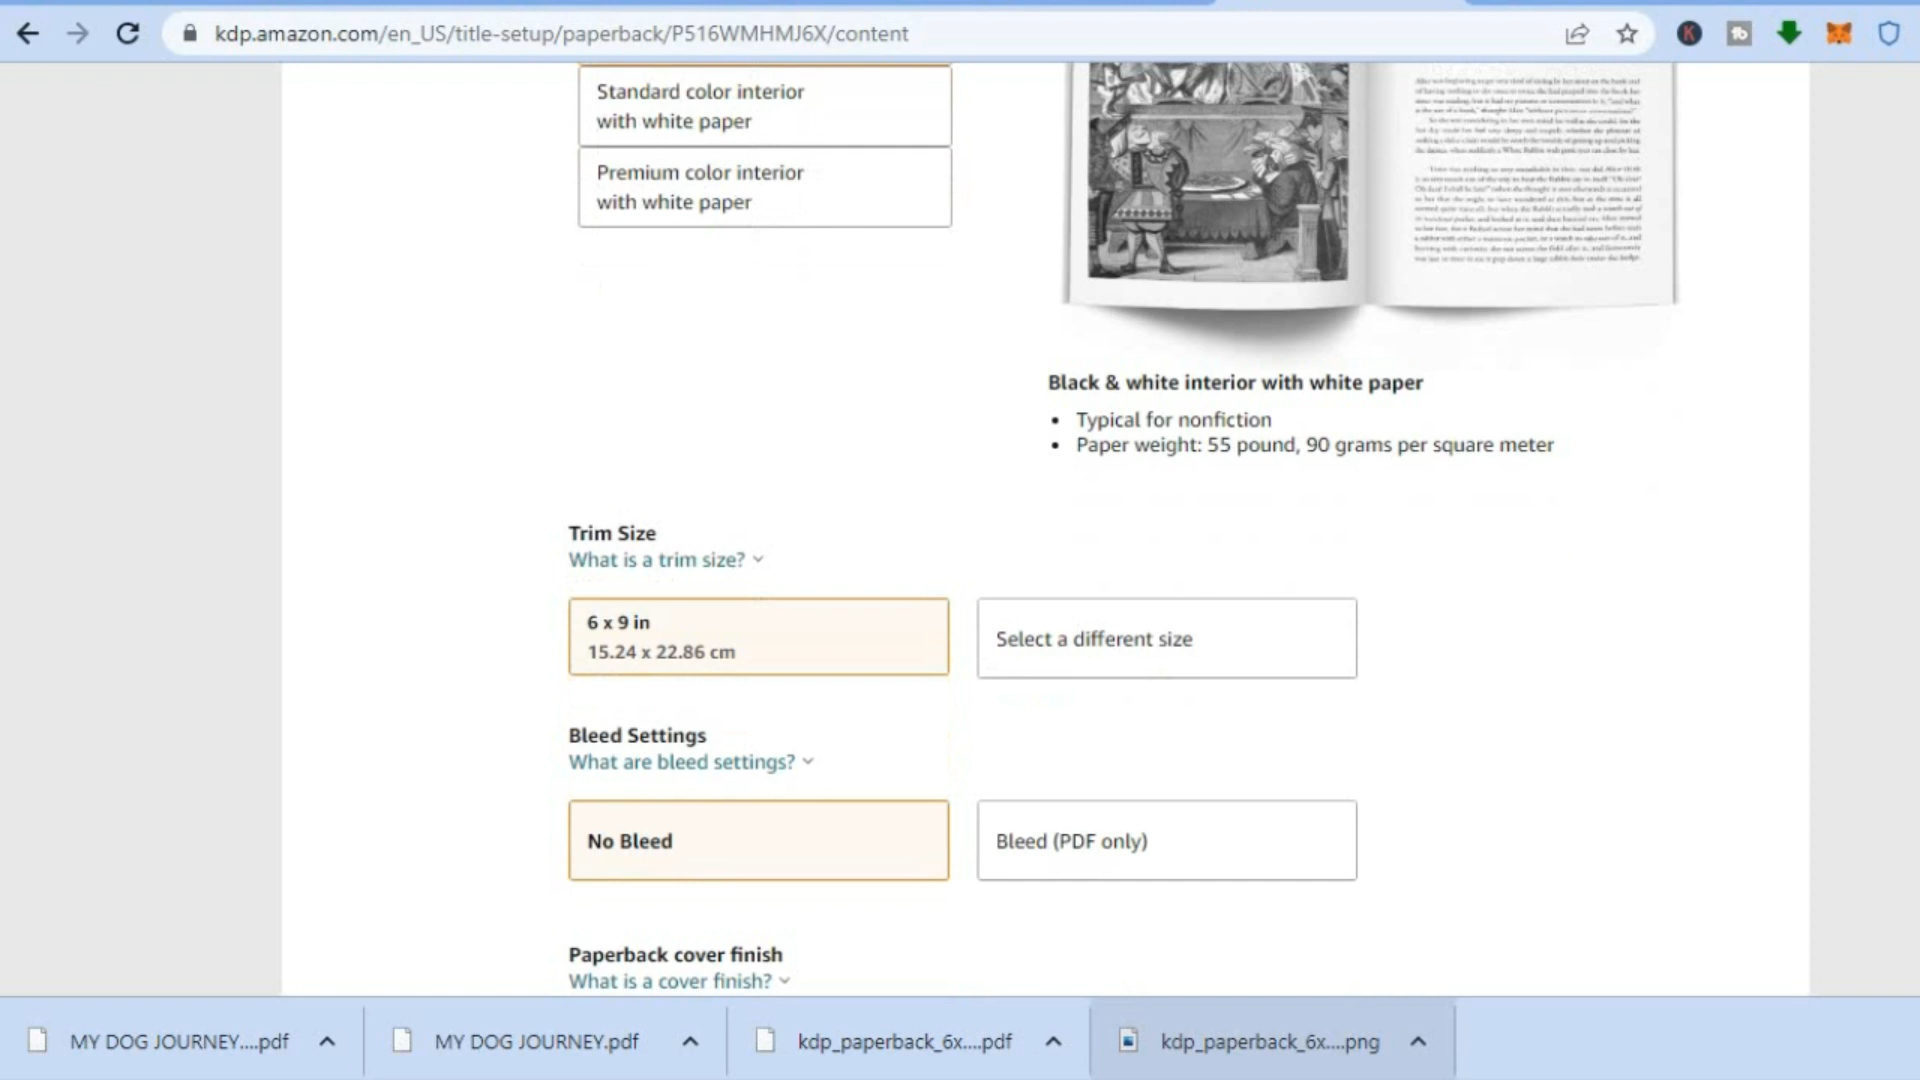 kdp.amazon.com/en_US/title-setup/paperback/P516WMHMJ6X/content
Standard color interior
with white paper
Premium color interior
with white paper
Black & white interior with white paper
• Typical for nonfiction
• Paper weight: 55 pound, 90 grams per square meter
Trim Size
What is a trim size?
6 x 9 in
15.24 x 22.86 cm
Select a different size
Bleed Settings
What are bleed settings?
No Bleed
Bleed (PDF only)
Paperback cover finish
What is a cover finish?
MY DOG JOURNEY....pdf
MY DOG JOURNEY.pdf
kdp_paperback_6x....pdf
kdp_paperback_6x....png